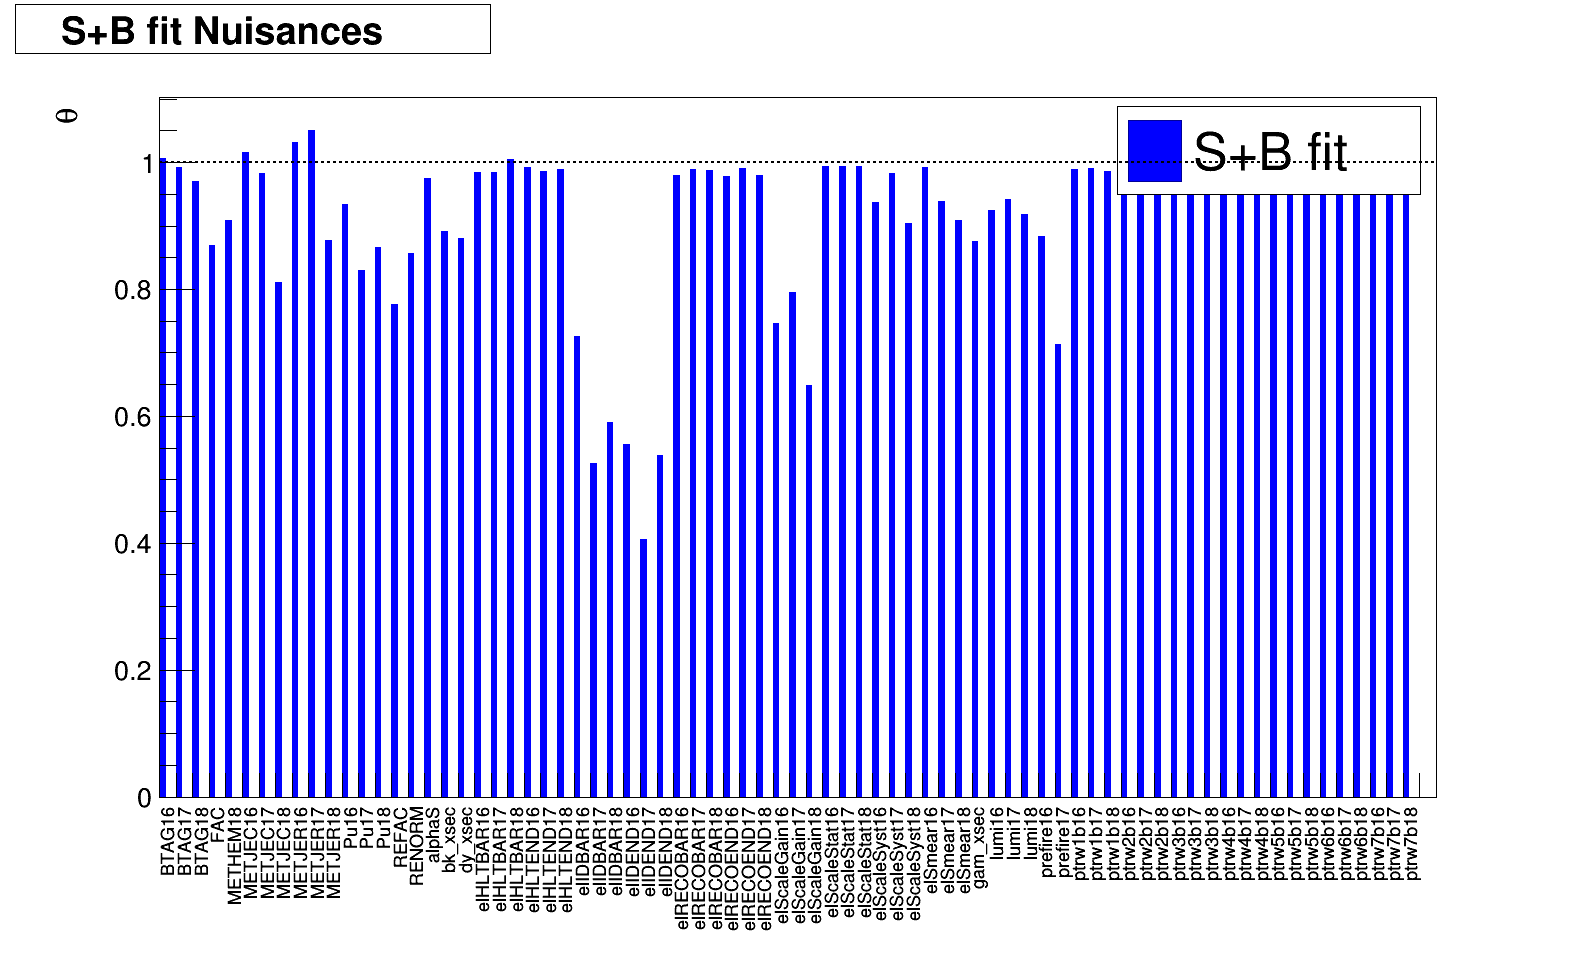 S+B fit Nuisances
θ
S+B fit
1
0.8
0.6
0.4
0.2
0
BTAG16
BTAG17
BTAG18
FAC
METHEM18
METJEC16
METJEC17
METJEC18
METJER16
METJER17
METJER18
Pu16
Pu17
Pu18
REFAC
RENORM
alphaS
bk_xsec
dy_xsec
elHLTBAR16
elHLTBAR17
elHLTBAR18
elHLTEND16
elHLTEND17
elHLTEND18
elIDBAR16
elIDBAR17
elIDBAR18
elIDEND16
elIDEND17
elIDEND18
elRECOBAR16
elRECOBAR17
elRECOBAR18
elRECOEND16
elRECOEND17
elRECOEND18
elScaleGain16
elScaleGain17
elScaleGain18
elScaleStat16
elScaleStat17
elScaleStat18
elScaleSyst16
elScaleSyst17
elScaleSyst18
elSmear16
elSmear17
elSmear18
gam_xsec
lumi16
lumi17
lumi18
prefire16
prefire17
ptrw1b16
ptrw1b17
ptrw1b18
ptrw2b16
ptrw2b17
ptrw2b18
ptrw3b16
ptrw3b17
ptrw3b18
ptrw4b16
ptrw4b17
ptrw4b18
ptrw5b16
ptrw5b17
ptrw5b18
ptrw6b16
ptrw6b17
ptrw6b18
ptrw7b16
ptrw7b17
ptrw7b18